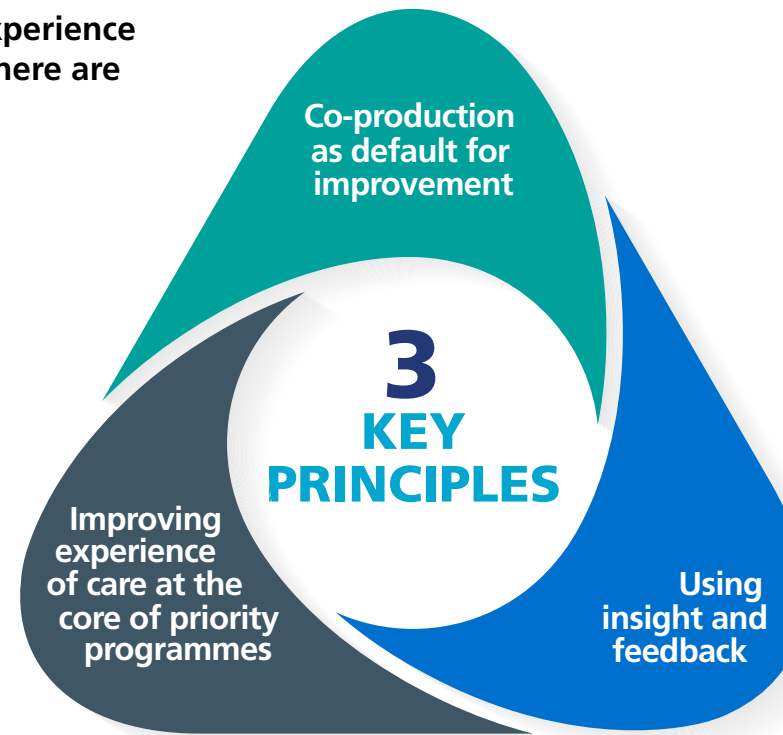 xperience
here are
Co-production
as default for
improvement
3
KEY
PRINCIPLES
Improving
experience
of care at the
core of priority
programmes
Using
insight and
feedback